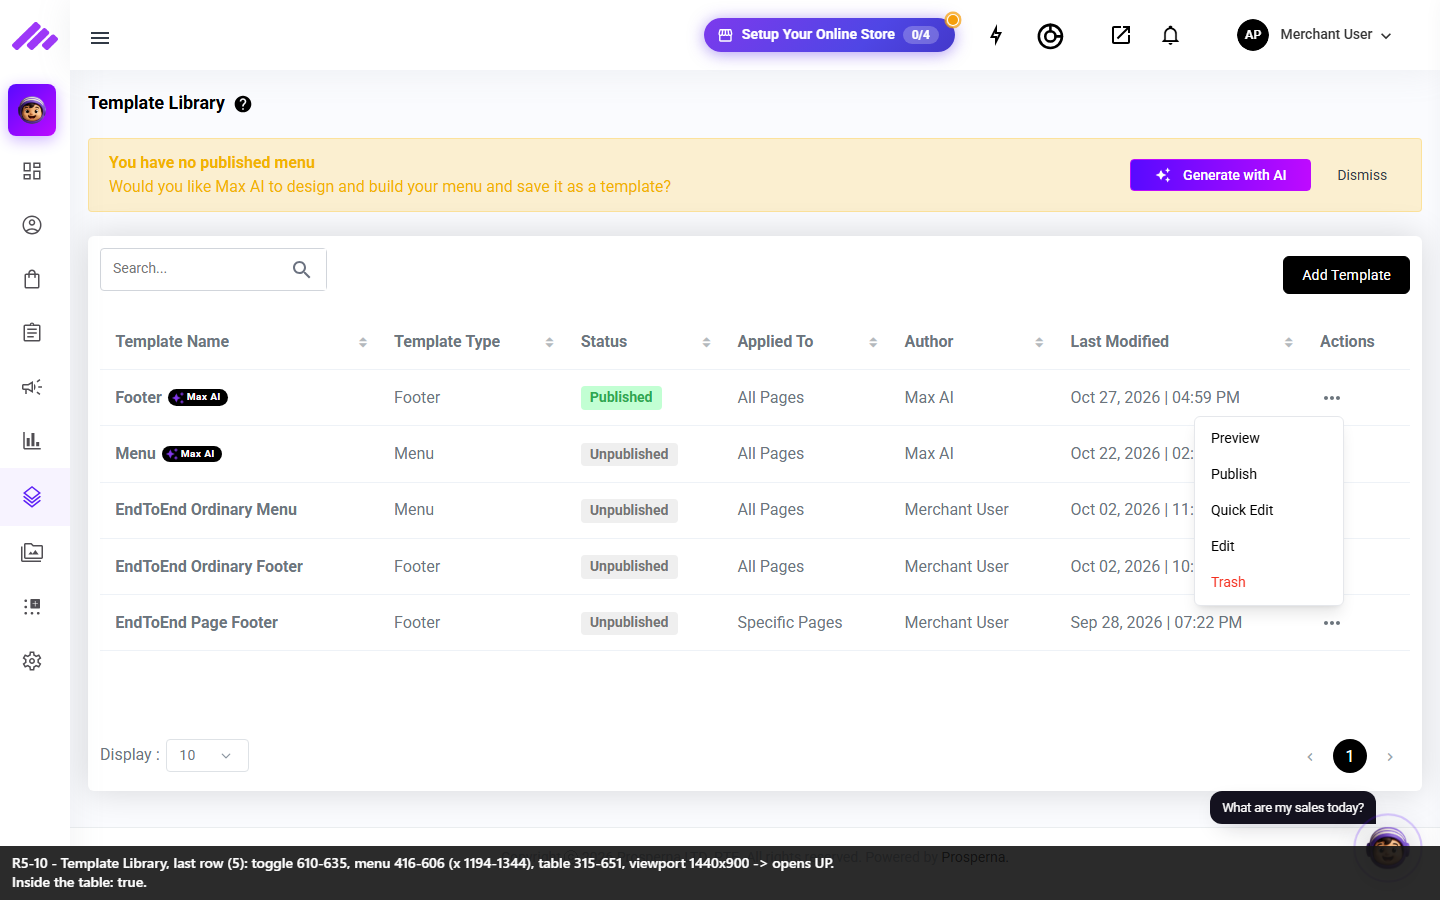 Setup Your Online Store 0/4
AP Merchant User
Template Library ?
You have no published menu
Would you like Max AI to design and build your menu and save it as a template?
Generate with AI
Dismiss
Search...
Add Template
Template Name Template Type Status Applied To Author Last Modified Actions
Footer Max AI Footer Published All Pages Max AI Oct 27, 2026 | 04:59 PM
Menu Max AI Menu Unpublished All Pages Max AI Oct 22, 2026 | 02:
EndToEnd Ordinary Menu Menu Unpublished All Pages Merchant User Oct 02, 2026 | 11:
EndToEnd Ordinary Footer Footer Unpublished All Pages Merchant User Oct 02, 2026 | 10:
EndToEnd Page Footer Footer Unpublished Specific Pages Merchant User Sep 28, 2026 | 07:22 PM
Preview
Publish
Quick Edit
Edit
Trash
Display : 10
1
What are my sales today?
Powered by Prosperna.
R5-10 - Template Library, last row (5): toggle 610-635, menu 416-606 (x 1194-1344), table 315-651, viewport 1440x900 -> opens UP.
Inside the table: true.